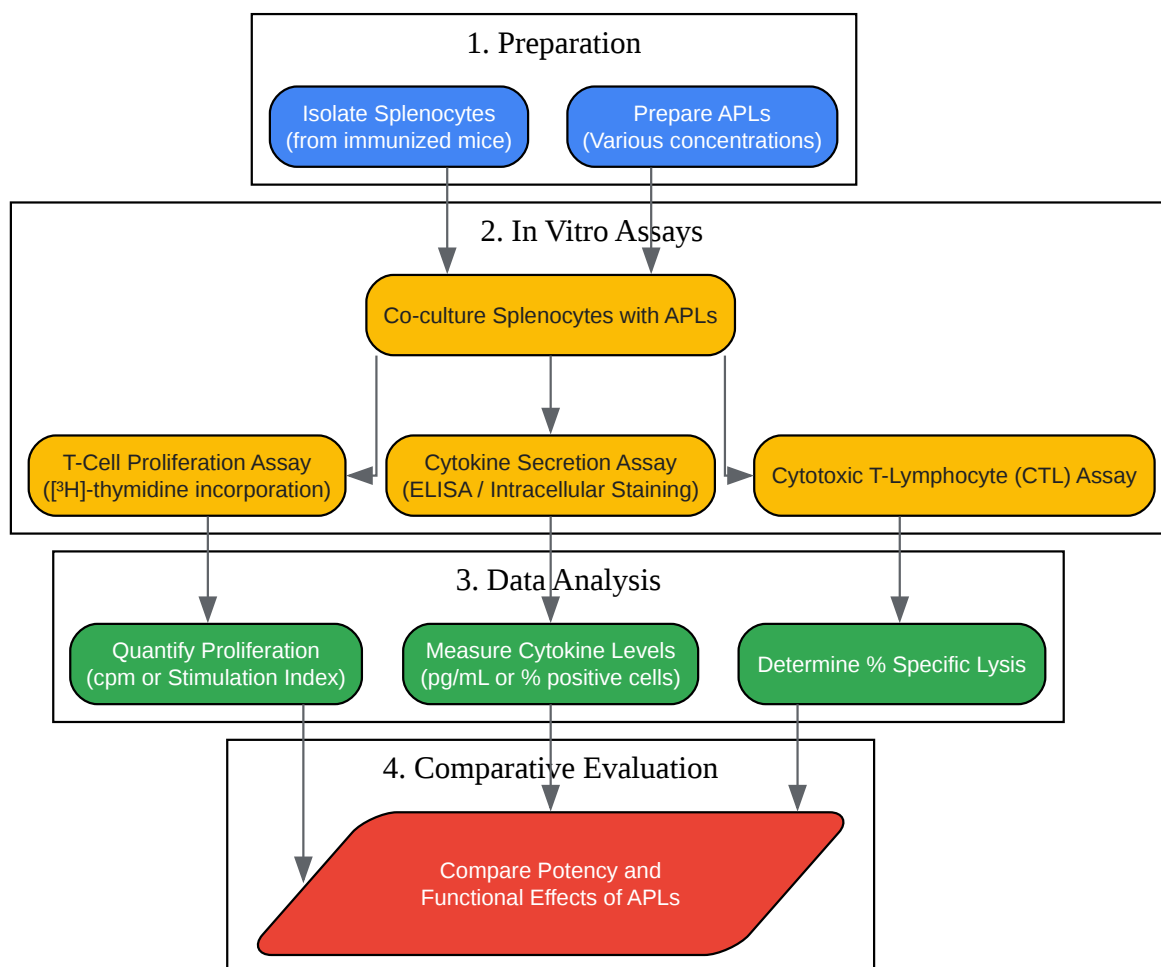 1. Preparation
Isolate Splenocytes
(from immunized mice)
Prepare APLs
(Various concentrations)
2. In Vitro Assays
Co-culture Splenocytes with APLs
T-Cell Proliferation Assay
([³H]-thymidine incorporation)
Cytokine Secretion Assay
(ELISA / Intracellular Staining)
Cytotoxic T-Lymphocyte (CTL) Assay
3. Data Analysis
Quantify Proliferation
(cpm or Stimulation Index)
Measure Cytokine Levels
(pg/mL or % positive cells)
Determine % Specific Lysis
4. Comparative Evaluation
Compare Potency and
Functional Effects of APLs